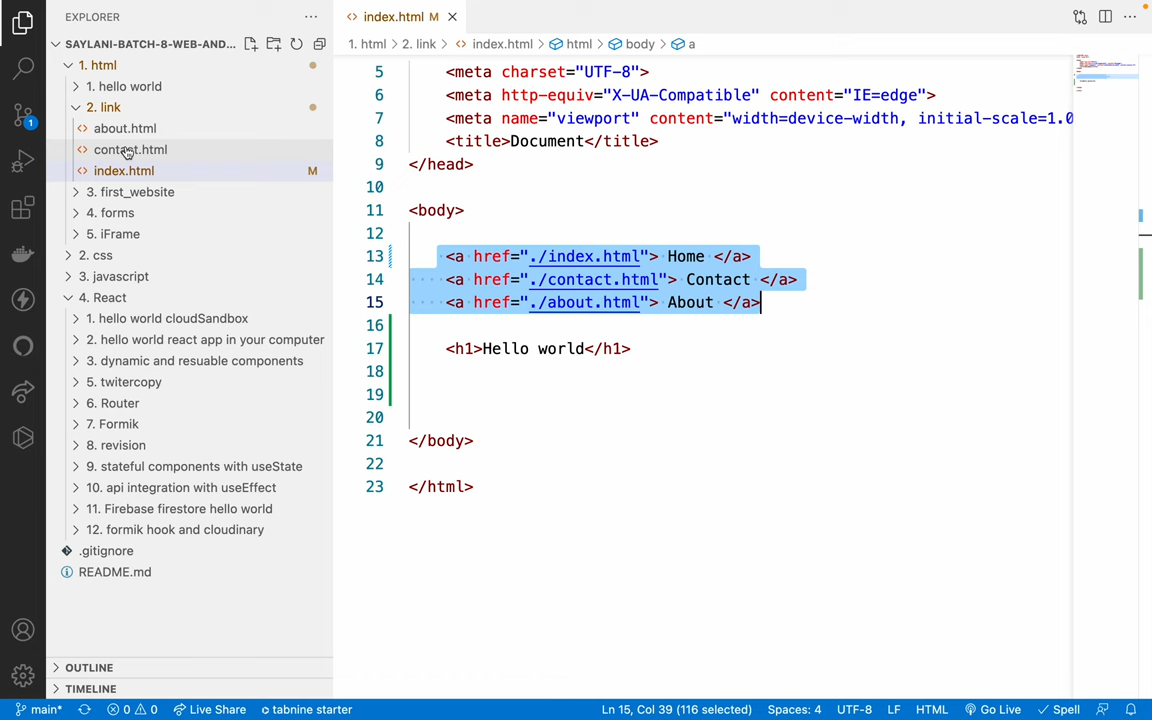 EXPLORER
SAYLANI-BATCH-8-WEB-AND...
1. html
1. hello world
2. link
about.html
contact.html
index.html M
3. first_website
4. forms
5. iFrame
2. css
3. javascript
4. React
1. hello world cloudSandbox
2. hello world react app in your computer
3. dynamic and resuable components
5. twitercopy
6. Router
7. Formik
8. revision
9. stateful components with useState
10. api integration with useEffect
11. Firebase firestore hello world
12. formik hook and cloudinary
.gitignore
README.md
OUTLINE
TIMELINE
index.html M
1. html > 2. link > index.html > html > body > a
5 <meta charset="UTF-8">
6 <meta http-equiv="X-UA-Compatible" content="IE=edge">
7 <meta name="viewport" content="width=device-width, initial-scale=1.0
8 <title>Document</title>
9 </head>
10
11 <body>
12
13 <a href="./index.html"> Home </a>
14 <a href="./contact.html"> Contact </a>
15 <a href="./about.html"> About </a>
16
17 <h1>Hello world</h1>
18
19
20
21 </body>
22
23 </html>
1
main* 0 0 Live Share tabnine starter Ln 15, Col 39 (116 selected) Spaces: 4 UTF-8 LF HTML Go Live Spell